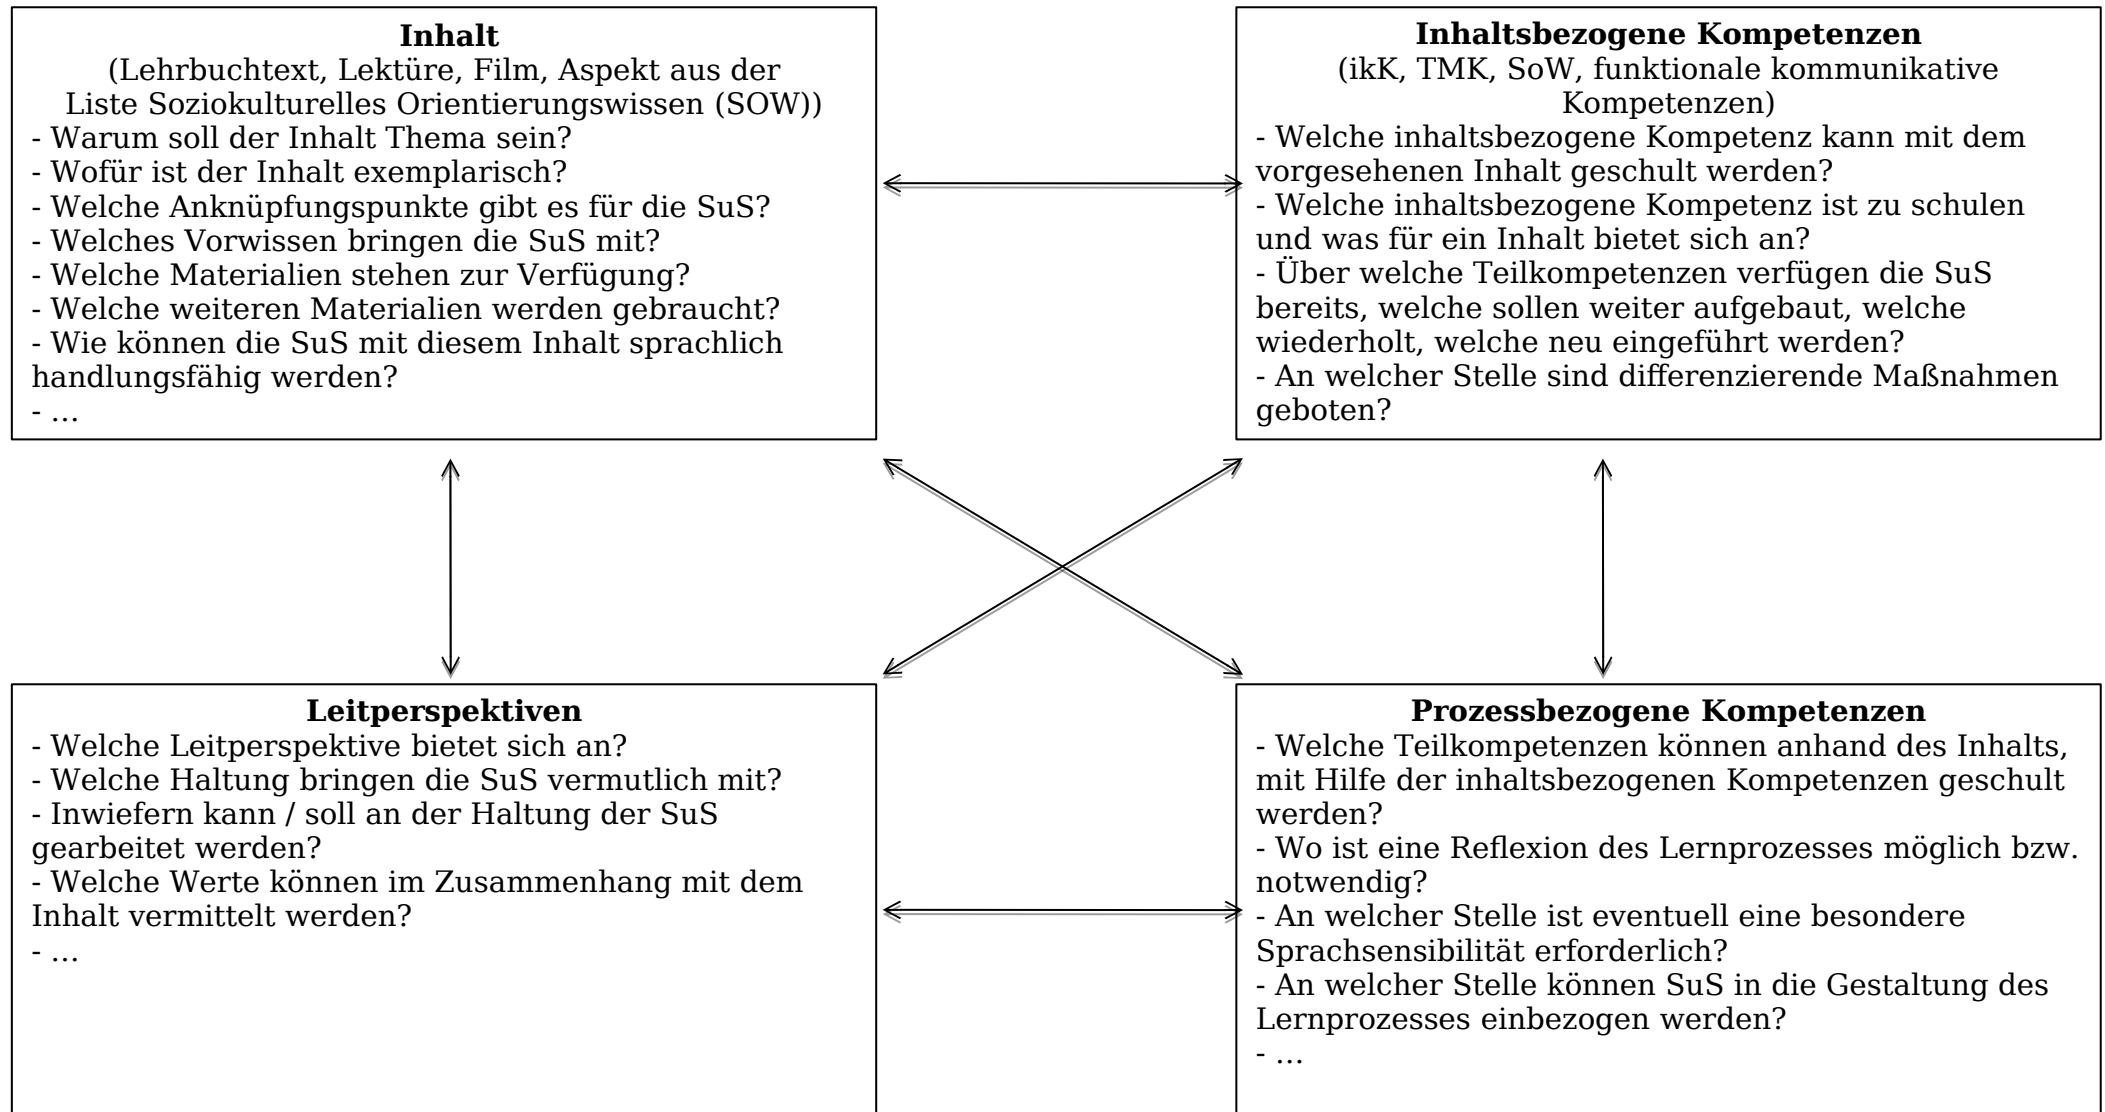 Inhalt
(Lehrbuchtext, Lektüre, Film, Aspekt aus der
Liste Soziokulturelles Orientierungswissen (SOW))
- Warum soll der Inhalt Thema sein?
- Wofür ist der Inhalt exemplarisch?
- Welche Anknüpfungspunkte gibt es für die SuS?
- Welches Vorwissen bringen die SuS mit?
- Welche Materialien stehen zur Verfügung?
- Welche weiteren Materialien werden gebraucht?
- Wie können die SuS mit diesem Inhalt sprachlich
handlungsfähig werden?
- …
Inhaltsbezogene Kompetenzen
(ikK, TMK, SoW, funktionale kommunikative
Kompetenzen)
- Welche inhaltsbezogene Kompetenz kann mit dem
vorgesehenen Inhalt geschult werden?
- Welche inhaltsbezogene Kompetenz ist zu schulen
und was für ein Inhalt bietet sich an?
- Über welche Teilkompetenzen verfügen die SuS
bereits, welche sollen weiter aufgebaut, welche
wiederholt, welche neu eingeführt werden?
- An welcher Stelle sind differenzierende Maßnahmen
geboten?
Leitperspektiven
- Welche Leitperspektive bietet sich an?
- Welche Haltung bringen die SuS vermutlich mit?
- Inwiefern kann / soll an der Haltung der SuS
gearbeitet werden?
- Welche Werte können im Zusammenhang mit dem
Inhalt vermittelt werden?
- …
Prozessbezogene Kompetenzen
- Welche Teilkompetenzen können anhand des Inhalts,
mit Hilfe der inhaltsbezogenen Kompetenzen geschult
werden?
- Wo ist eine Reflexion des Lernprozesses möglich bzw.
notwendig?
- An welcher Stelle ist eventuell eine besondere
Sprachsensibilität erforderlich?
- An welcher Stelle können SuS in die Gestaltung des
Lernprozesses einbezogen werden?
- …